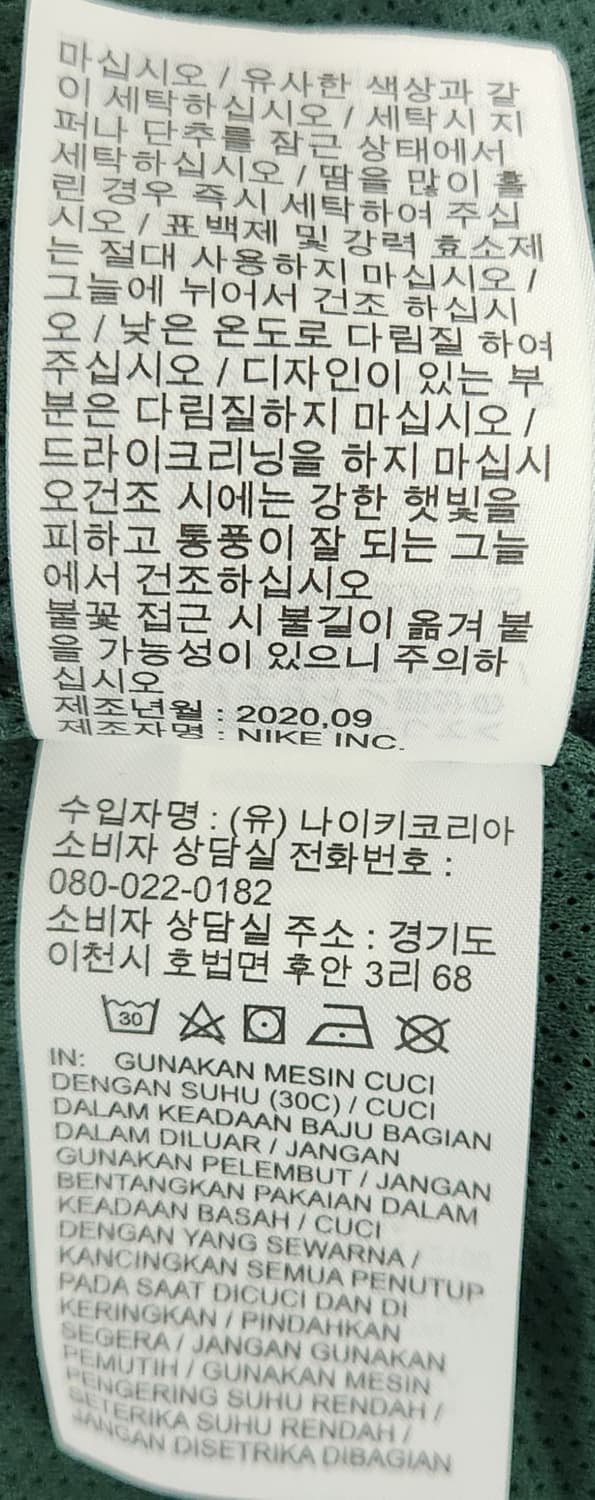 마십시오 / 유사한 색상과 같
이 세탁하십시오 / 세탁시 지
퍼나 단추를 잠근 상태에서
세탁하십시오 / 땀을 많이 흘
린 경우 즉시 세탁하여 주십
시오 / 표백제 및 강력 효소제
는 절대 사용하지 마십시오 /
그늘에 뉘어서 건조 하십시
오 / 낮은 온도로 다림질 하여
주십시오 / 디자인이 있는 부
분은 다림질하지 마십시오 /
드라이크리닝을 하지 마십시
오건조 시에는 강한 햇빛을
피하고 통풍이 잘 되는 그늘
에서 건조하십시오
불꽃 접근 시 불길이 옮겨 붙
을 가능성이 있으니 주의하
십시오
제조년월 : 2020.09
제조자명 : NIKE INC.
수입자명 : (유) 나이키코리아
소비자 상담실 전화번호 :
080-022-0182
소비자 상담실 주소 : 경기도
이천시 호법면 후안 3리 68
30
IN: GUNAKAN MESIN CUCI
DENGAN SUHU (30C) / CUCI
DALAM KEADAAN BAJU BAGIAN
DALAM DILUAR / JANGAN
GUNAKAN PELEMBUT / JANGAN
BENTANGKAN PAKAIAN DALAM
KEADAAN BASAH / CUCI
DENGAN YANG SEWARNA /
KANCINGKAN SEMUA PENUTUP
PADA SAAT DICUCI DAN DI
KERINGKAN / PINDAHKAN
SEGERA / JANGAN GUNAKAN
PEMUTIH / GUNAKAN MESIN
PENGERING SUHU RENDAH /
SETERIKA SUHU RENDAH /
JANGAN DISETRIKA DIBAGIAN